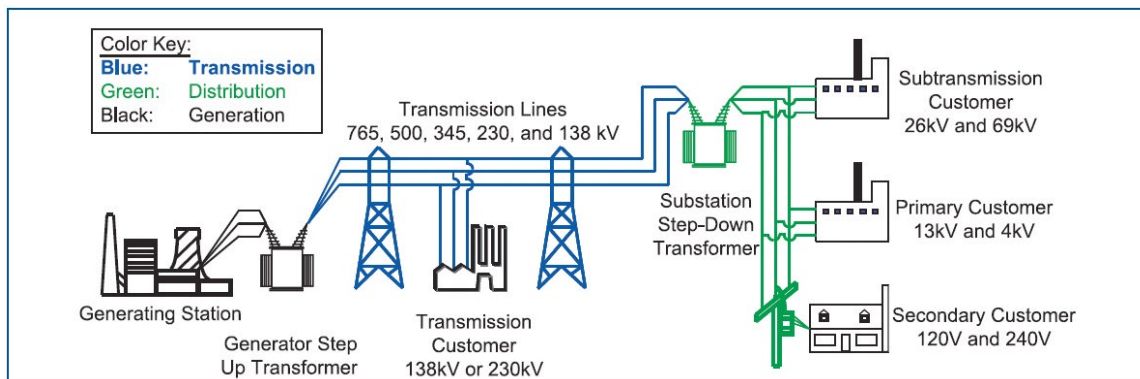 Color Key:
Blue: Transmission
Green: Distribution
Black: Generation
Transmission Lines
765, 500, 345, 230, and 138 kV
Generating Station
Generator Step
Up Transformer
Transmission
Customer
138kV or 230kV
Substation
Step-Down
Transformer
Subtransmission
Customer
26kV and 69kV
Primary Customer
13kV and 4kV
Secondary Customer
120V and 240V